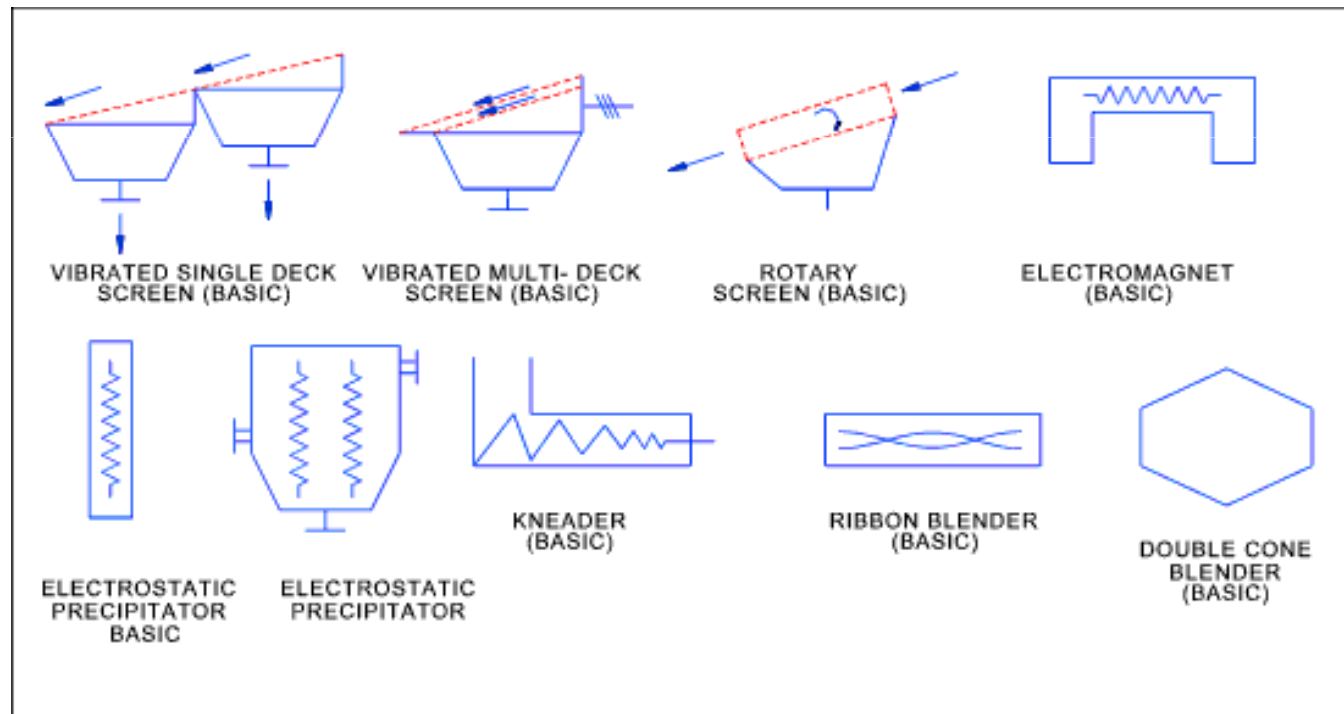 VIBRATED SINGLE DECK
SCREEN (BASIC)
VIBRATED MULTI- DECK
SCREEN (BASIC)
ROTARY
SCREEN (BASIC)
ELECTROMAGNET
(BASIC)
ELECTROSTATIC
PRECIPITATOR
BASIC
ELECTROSTATIC
PRECIPITATOR
KNEADER
(BASIC)
RIBBON BLENDER
(BASIC)
DOUBLE CONE
BLENDER
(BASIC)